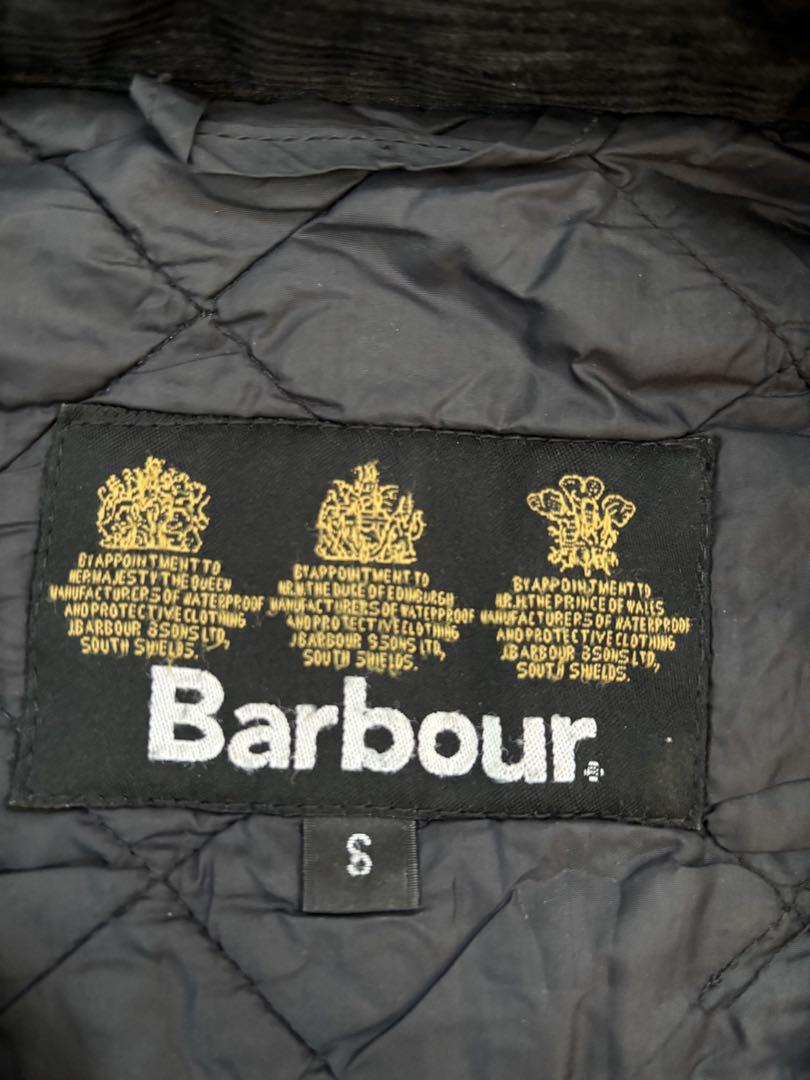 BY APPOINTMENT TO
HER MAJESTY THE QUEEN
MANUFACTURERS OF WATERPROOF
AND PROTECTIVE CLOTHING
J.BARBOUR & SONS LTD,
SOUTH SHIELDS.
BY APPOINTMENT TO
H.R.H. THE DUKE OF EDINBURGH
MANUFACTURERS OF WATERPROOF
AND PROTECTIVE CLOTHING
J.BARBOUR & SONS LTD,
SOUTH SHIELDS.
BY APPOINTMENT TO
H.R.H. THE PRINCE OF WALES
MANUFACTURERS OF WATERPROOF
AND PROTECTIVE CLOTHING
J.BARBOUR & SONS LTD.,
SOUTH SHIELDS.
Barbour
S